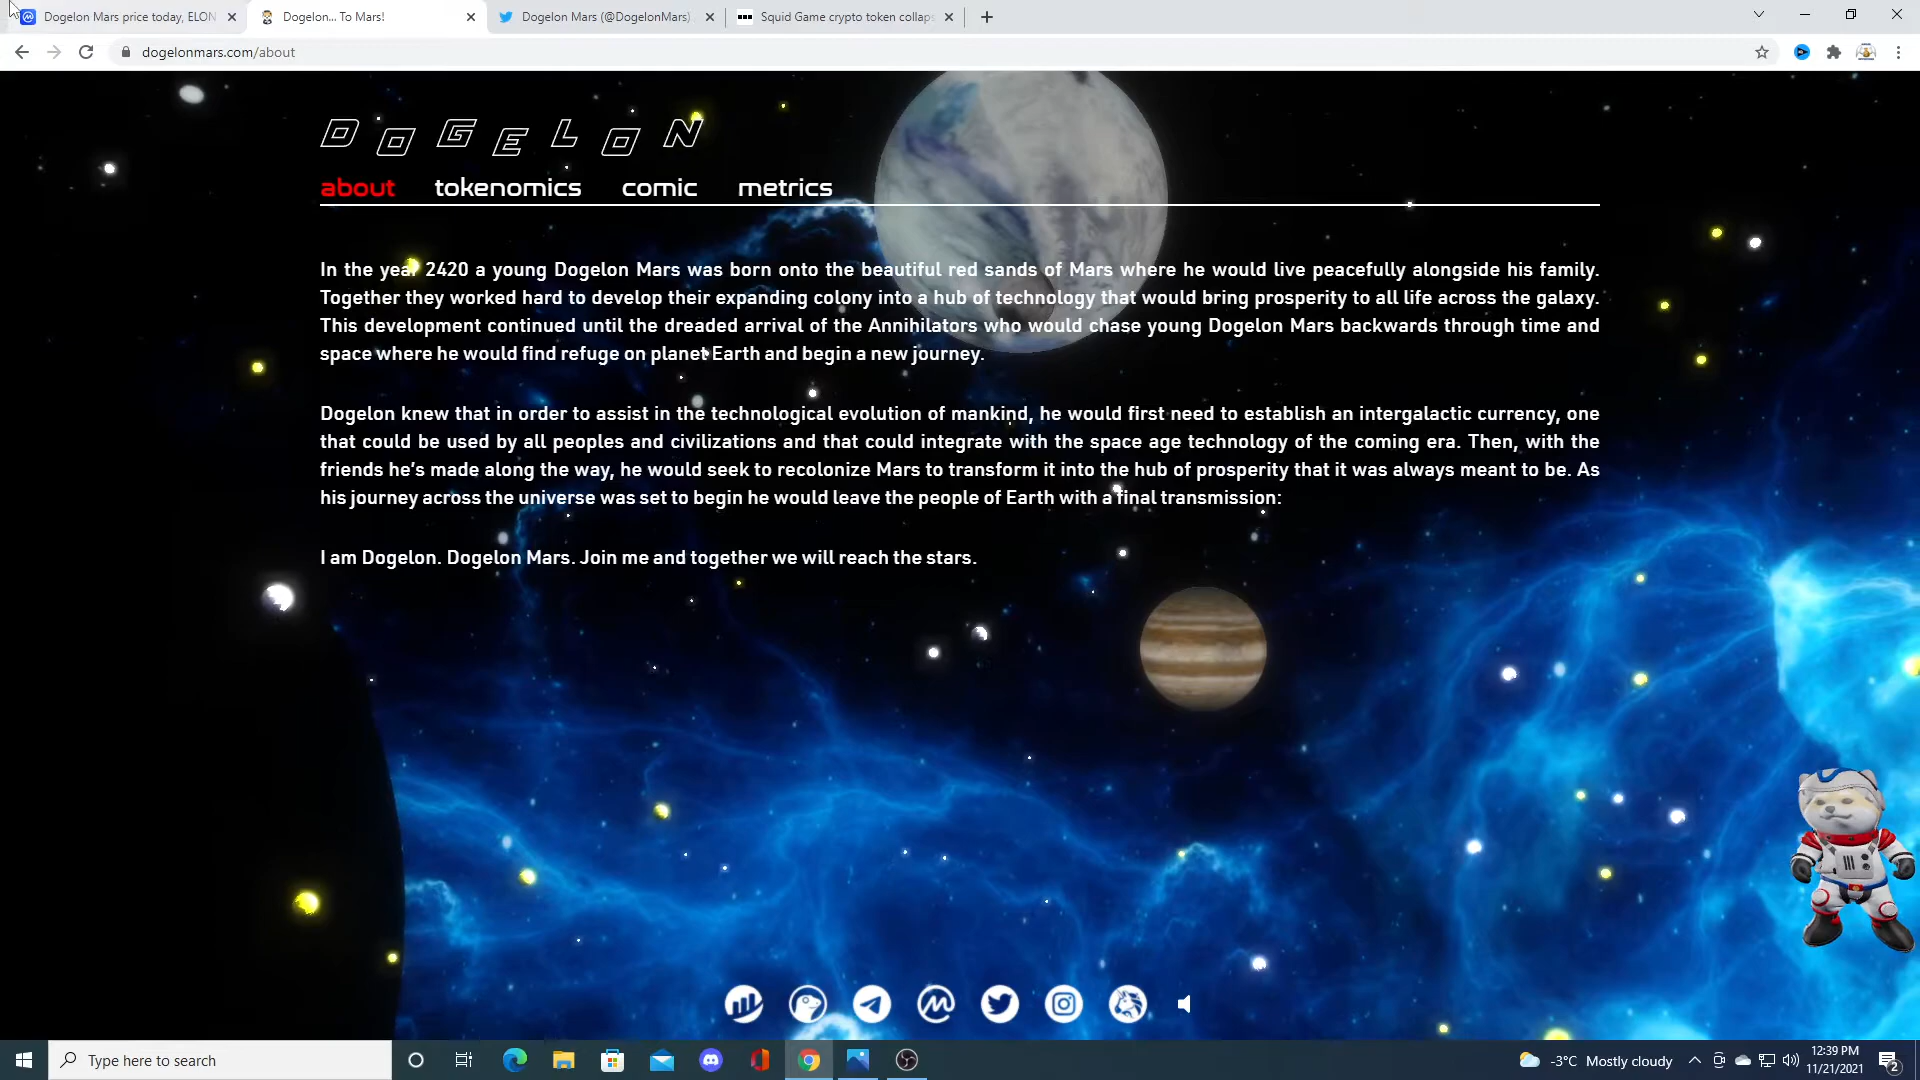 Dogelon Mars price today, ELON
Dogelon... To Mars!
Dogelon Mars (@DogelonMars)
Squid Game crypto token collaps
dogelonmars.com/about
DOGELON
about tokenomics comic metrics
In the year 2420 a young Dogelon Mars was born onto the beautiful red sands of Mars where he would live peacefully alongside his family.
Together they worked hard to develop their expanding colony into a hub of technology that would bring prosperity to all life across the galaxy.
This development continued until the dreaded arrival of the Annihilators who would chase young Dogelon Mars backwards through time and
space where he would find refuge on planet Earth and begin a new journey.
Dogelon knew that in order to assist in the technological evolution of mankind, he would first need to establish an intergalactic currency, one
that could be used by all peoples and civilizations and that could integrate with the space age technology of the coming era. Then, with the
friends he's made along the way, he would seek to recolonize Mars to transform it into the hub of prosperity that it was always meant to be. As
his journey across the universe was set to begin he would leave the people of Earth with a final transmission:
I am Dogelon. Dogelon Mars. Join me and together we will reach the stars.
Type here to search
-3°C Mostly cloudy
12:39 PM
11/21/2021
2